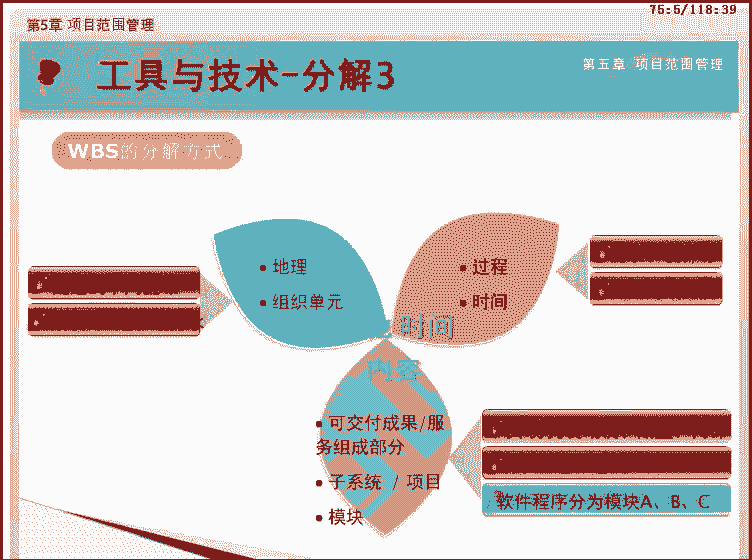 75:5/118:39
第5章 项目范围管理
工具与技术-分解3
第五章 项目范围管理
WBS的分解方式
• 地理
• 组织单元
• 过程
• 时间
时间
内容
• 可交付成果/服
务组成部分
• 子系统 / 项目
• 模块
软件程序分为模块A、B、C